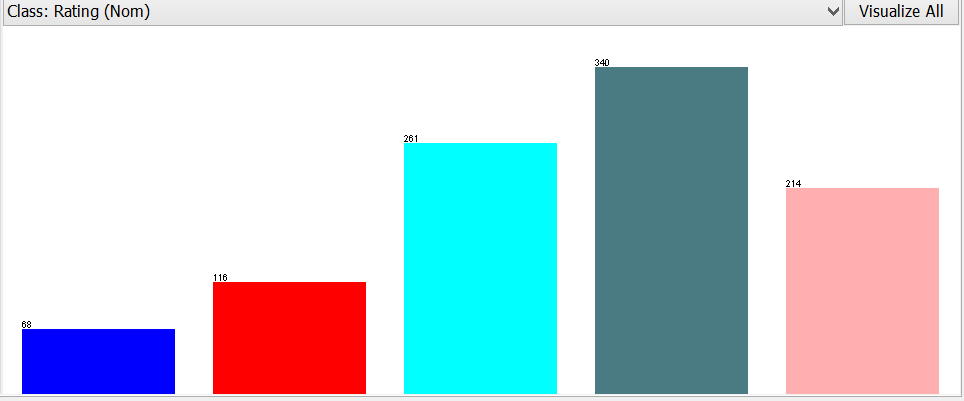 Class: Rating (Nom)
Visualize All
340
261
214
116
68